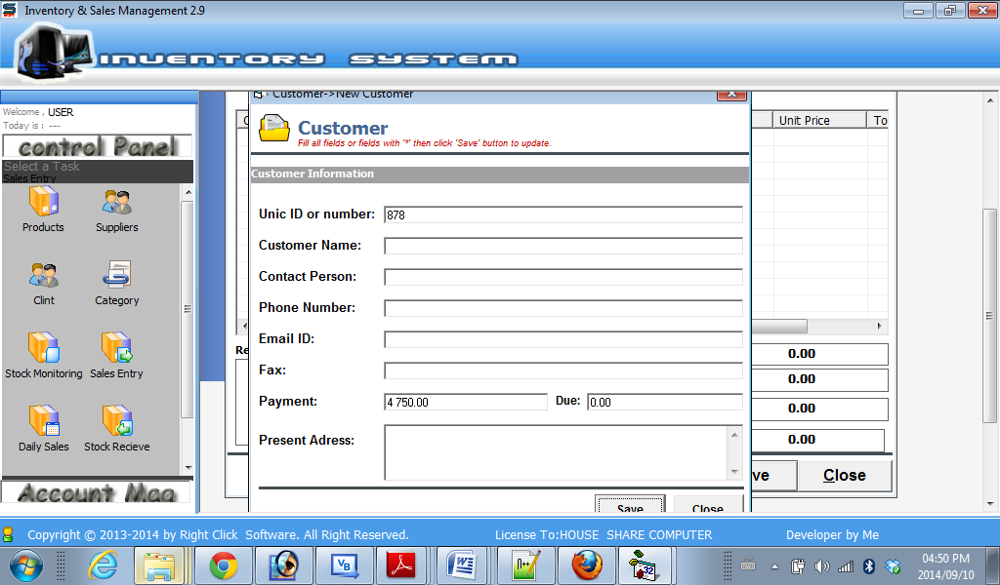 Inventory & Sales Management 2.9
INVENTORY SYSTEM
Welcome , USER
Today is : ---
control Panel
Select a Task
Sales Entry
Products
Suppliers
Clint
Category
Stock Monitoring
Sales Entry
Daily Sales
Stock Recieve
Account Mag
Customer->New Customer
Customer
Fill all fields or fields with '*' then click 'Save' button to update.
Customer Information
Unic ID or number: 878
Customer Name:
Contact Person:
Phone Number:
Email ID:
Fax:
Payment: 4 750.00 Due: 0.00
Present Adress:
Save Close
Unit Price To
Re
0.00
0.00
0.00
0.00
ve Close
Copyright © 2013-2014 by Right Click Software. All Right Reserved. License To:HOUSE SHARE COMPUTER Developer by Me
04:50 PM
2014/09/10